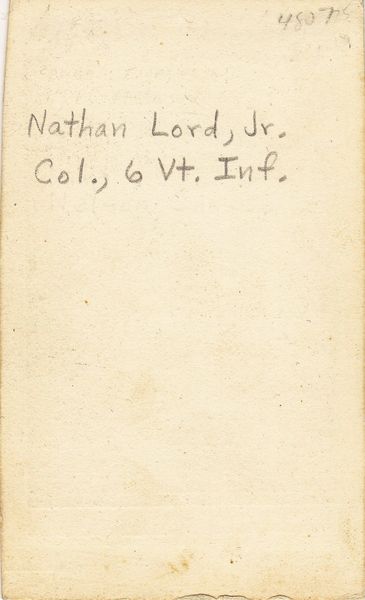 Nathan Lord, Jr.
Col., 6 Vt. Inf.